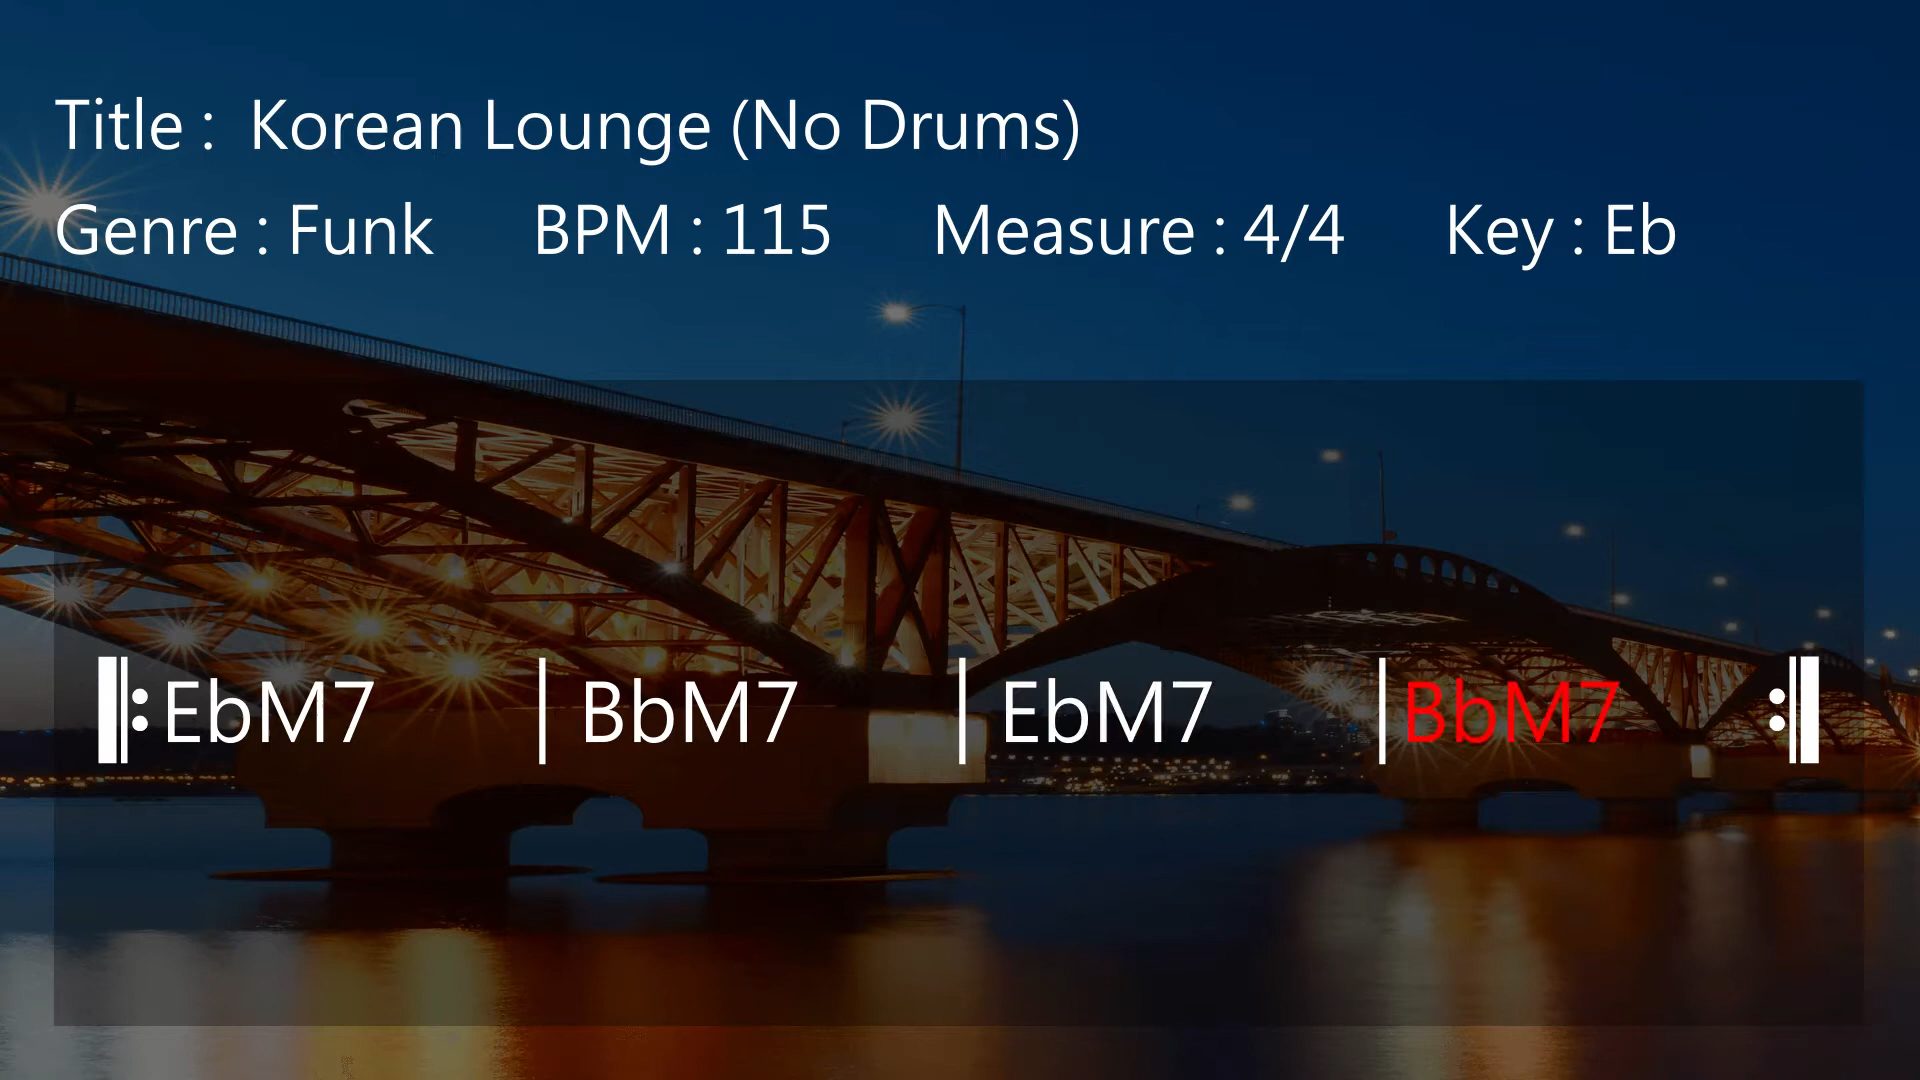 Title :  Korean Lounge (No Drums)
Genre : Funk BPM : 115 Measure : 4/4 Key : Eb
EbM7 BbM7 EbM7 BbM7